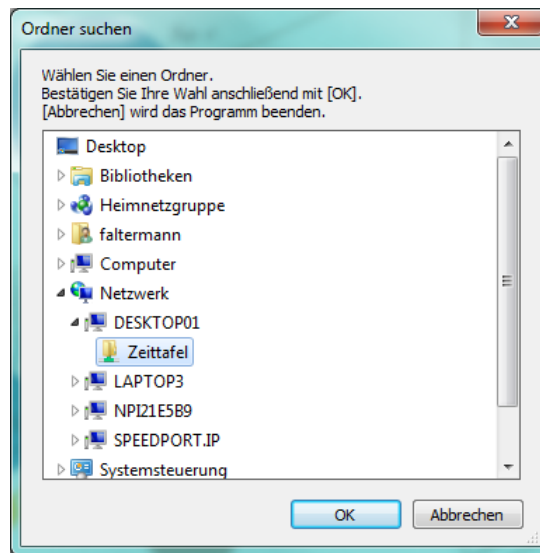 Ordner suchen
Wählen Sie einen Ordner.
Bestätigen Sie Ihre Wahl anschließend mit [OK].
[Abbrechen] wird das Programm beenden.
Desktop
Bibliotheken
Heimnetzgruppe
faltermann
Computer
Netzwerk
DESKTOP01
Zeittafel
LAPTOP3
NPI21E5B9
SPEEDPORT.IP
Systemsteuerung
OK Abbrechen